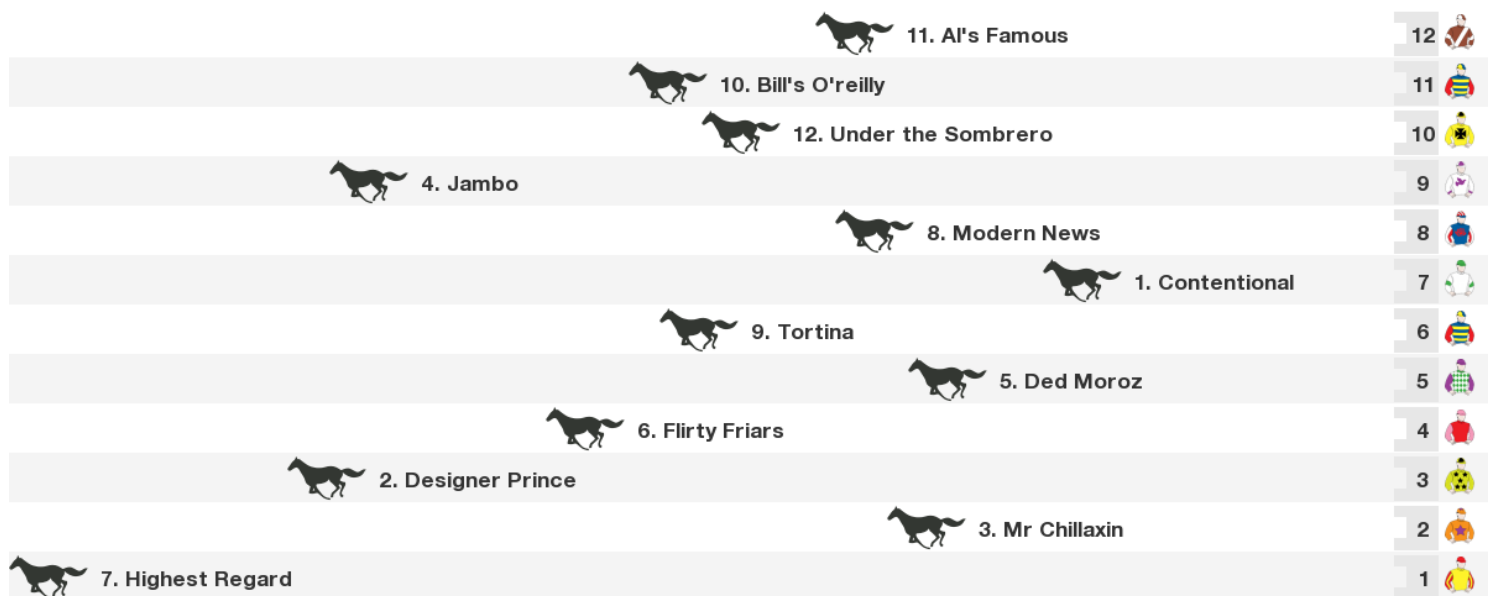 11. Al's Famous 12
10. Bill's O'reilly 11
12. Under the Sombrero 10
4. Jambo 9
8. Modern News 8
1. Contentional 7
9. Tortina 6
5. Ded Moroz 5
6. Flirty Friars 4
2. Designer Prince 3
3. Mr Chillaxin 2
7. Highest Regard 1